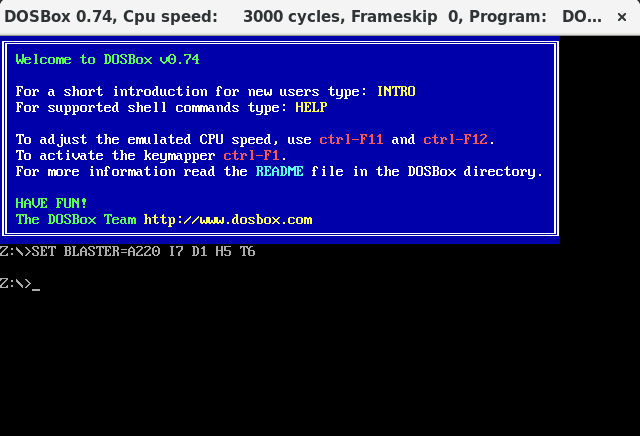 DOSBox 0.74, Cpu speed: 3000 cycles, Frameskip 0, Program: DO...
Welcome to DOSBox v0.74
For a short introduction for new users type: INTRO
For supported shell commands type: HELP
To adjust the emulated CPU speed, use ctrl-F11 and ctrl-F12.
To activate the keymapper ctrl-F1.
For more information read the README file in the DOSBox directory.
HAVE FUN!
The DOSBox Team http://www.dosbox.com
Z:\>SET BLASTER=A220 I7 D1 H5 T6
Z:\>_